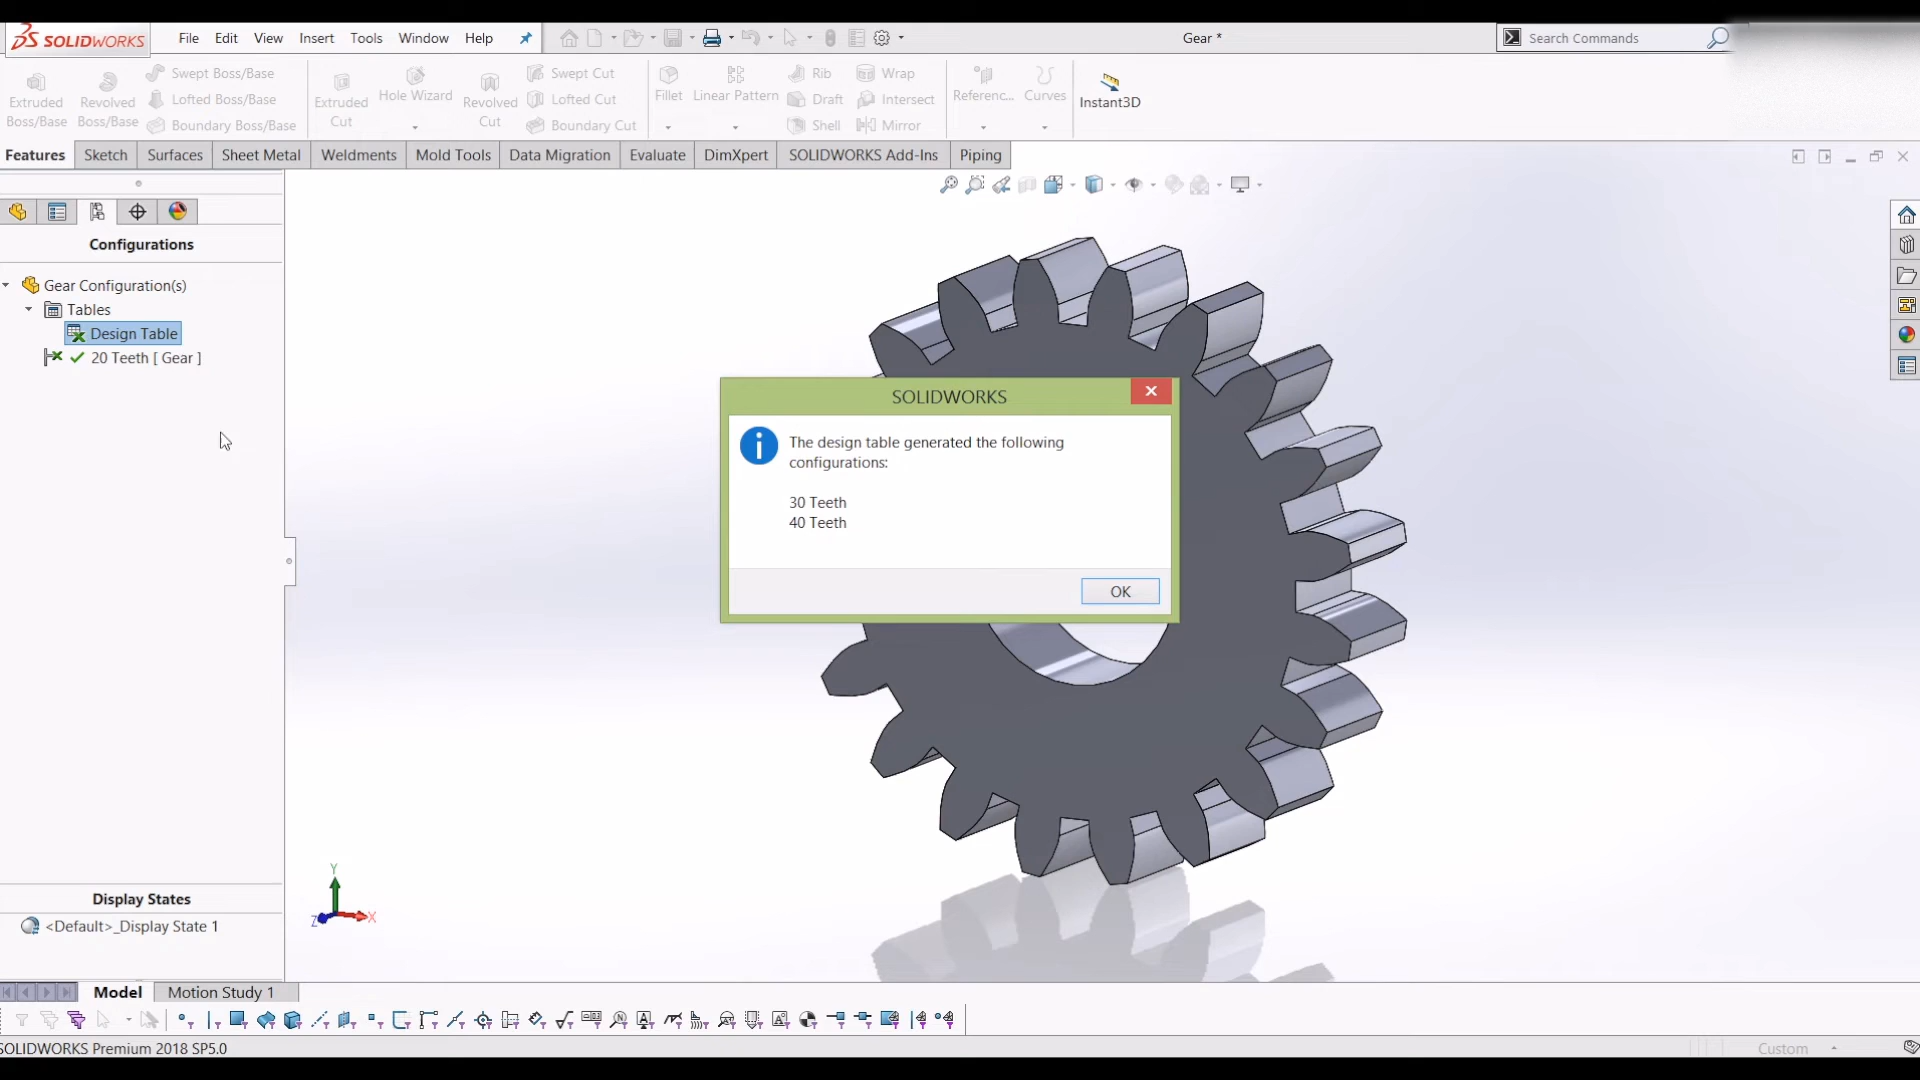 SOLIDWORKS
File Edit View Insert Tools Window Help
Gear *
Search Commands
Extruded Boss/Base
Revolved Boss/Base
Swept Boss/Base
Lofted Boss/Base
Boundary Boss/Base
Extruded Cut
Hole Wizard
Revolved Cut
Swept Cut
Lofted Cut
Boundary Cut
Fillet
Linear Pattern
Rib
Draft
Shell
Wrap
Intersect
Mirror
Referenc...
Curves
Instant3D
Features Sketch Surfaces Sheet Metal Weldments Mold Tools Data Migration Evaluate DimXpert SOLIDWORKS Add-Ins Piping
Configurations
Gear Configuration(s)
Tables
Design Table
20 Teeth [ Gear ]
SOLIDWORKS
The design table generated the following
configurations:
30 Teeth
40 Teeth
OK
Y
Z
X
Display States
<Default>_Display State 1
Model Motion Study 1
SOLIDWORKS Premium 2018 SP5.0
Custom